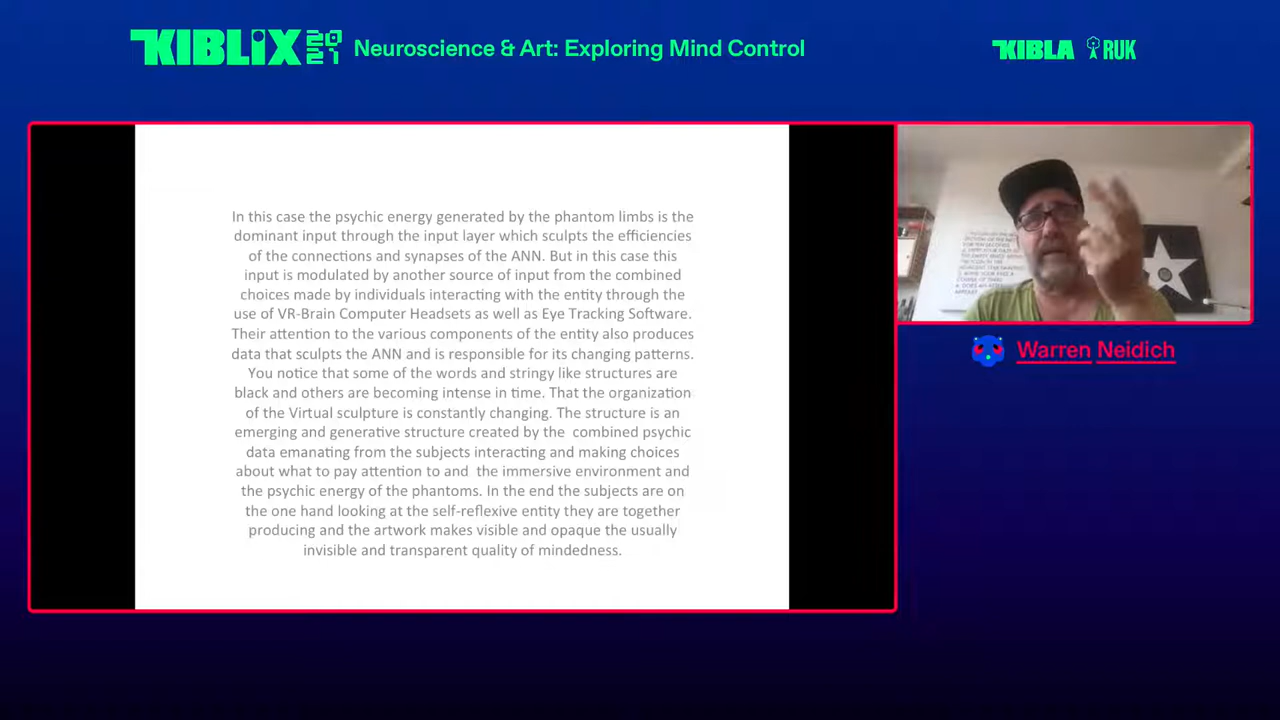 KIBLIX 2021
Neuroscience & Art: Exploring Mind Control
KIBLA
RUK
In this case the psychic energy generated by the phantom limbs is the
dominant input through the input layer which sculpts the efficiencies
of the connections and synapses of the ANN. But in this case this
input is modulated by another source of input from the combined
choices made by individuals interacting with the entity through the
use of VR-Brain Computer Headsets as well as Eye Tracking Software.
Their attention to the various components of the entity also produces
data that sculpts the ANN and is responsible for its changing patterns.
You notice that some of the words and stringy like structures are
black and others are becoming intense in time. That the organization
of the Virtual sculpture is constantly changing. The structure is an
emerging and generative structure created by the  combined psychic
data emanating from the subjects interacting and making choices
about what to pay attention to and  the immersive environment and
the psychic energy of the phantoms. In the end the subjects are on
the one hand looking at the self-reflexive entity they are together
producing and the artwork makes visible and opaque the usually
invisible and transparent quality of mindedness.
Warren Neidich